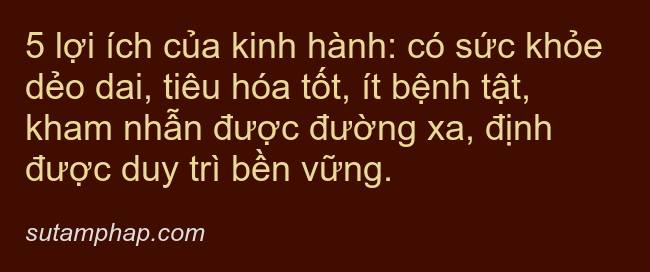 5 lợi ích của kinh hành: có sức khỏe
dẻo dai, tiêu hóa tốt, ít bệnh tật,
kham nhẫn được đường xa, định
được duy trì bền vững.
sutamphap.com